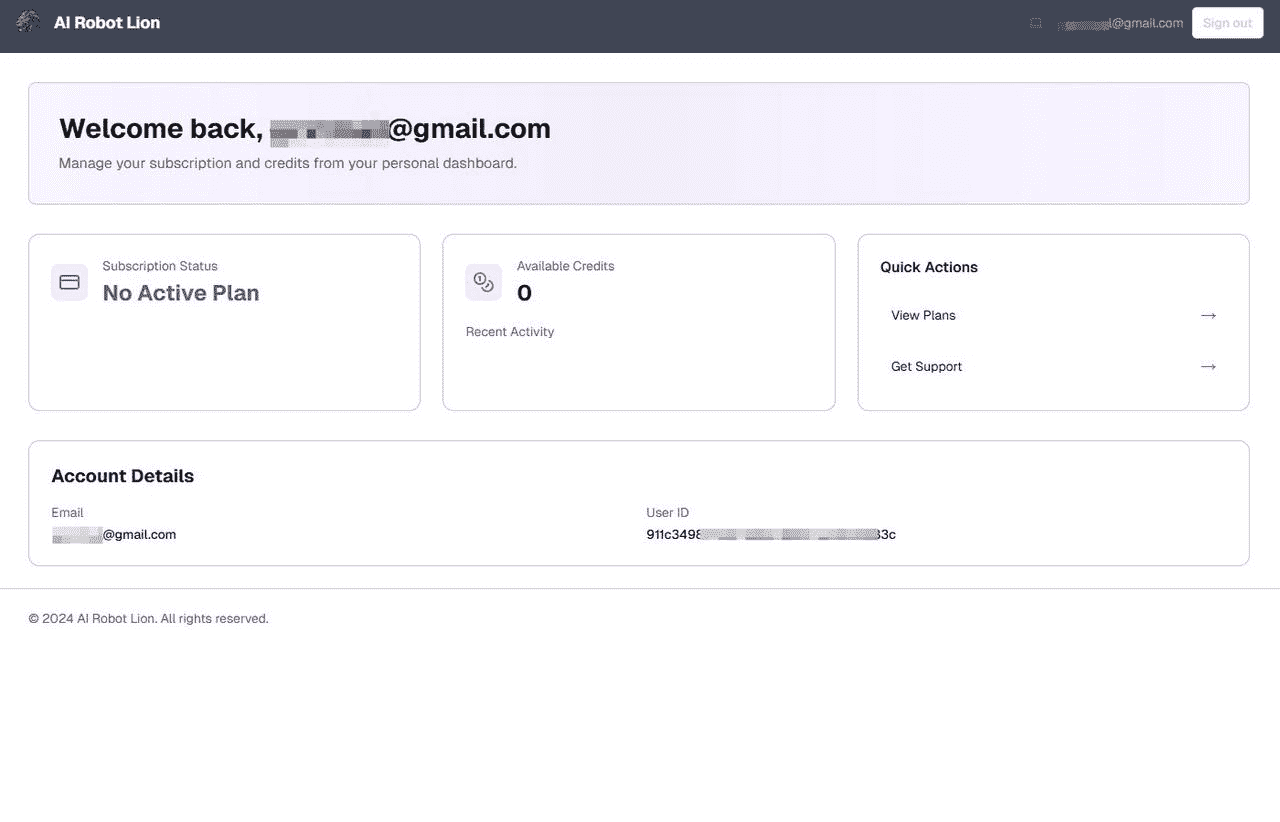 AI Robot Lion
@gmail.com
Sign out
Welcome back, @gmail.com
Manage your subscription and credits from your personal dashboard.
Subscription Status
No Active Plan
Available Credits
0
Recent Activity
Quick Actions
View Plans →
Get Support →
Account Details
Email
@gmail.com
User ID
911c3498 33c
© 2024 AI Robot Lion. All rights reserved.